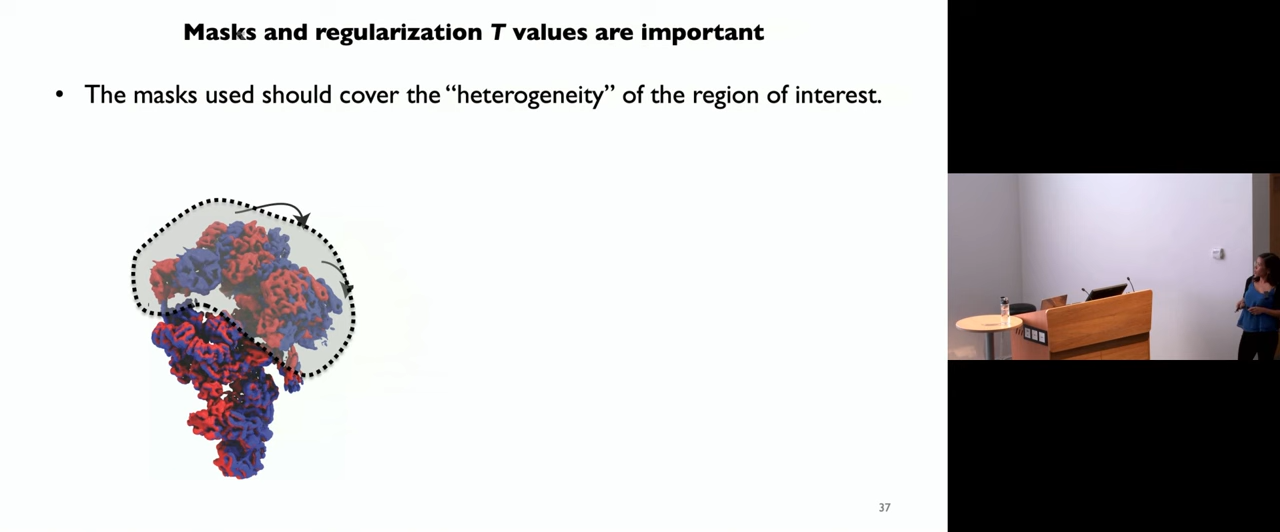 Masks and regularization T values are important
• The masks used should cover the “heterogeneity” of the region of interest.
37